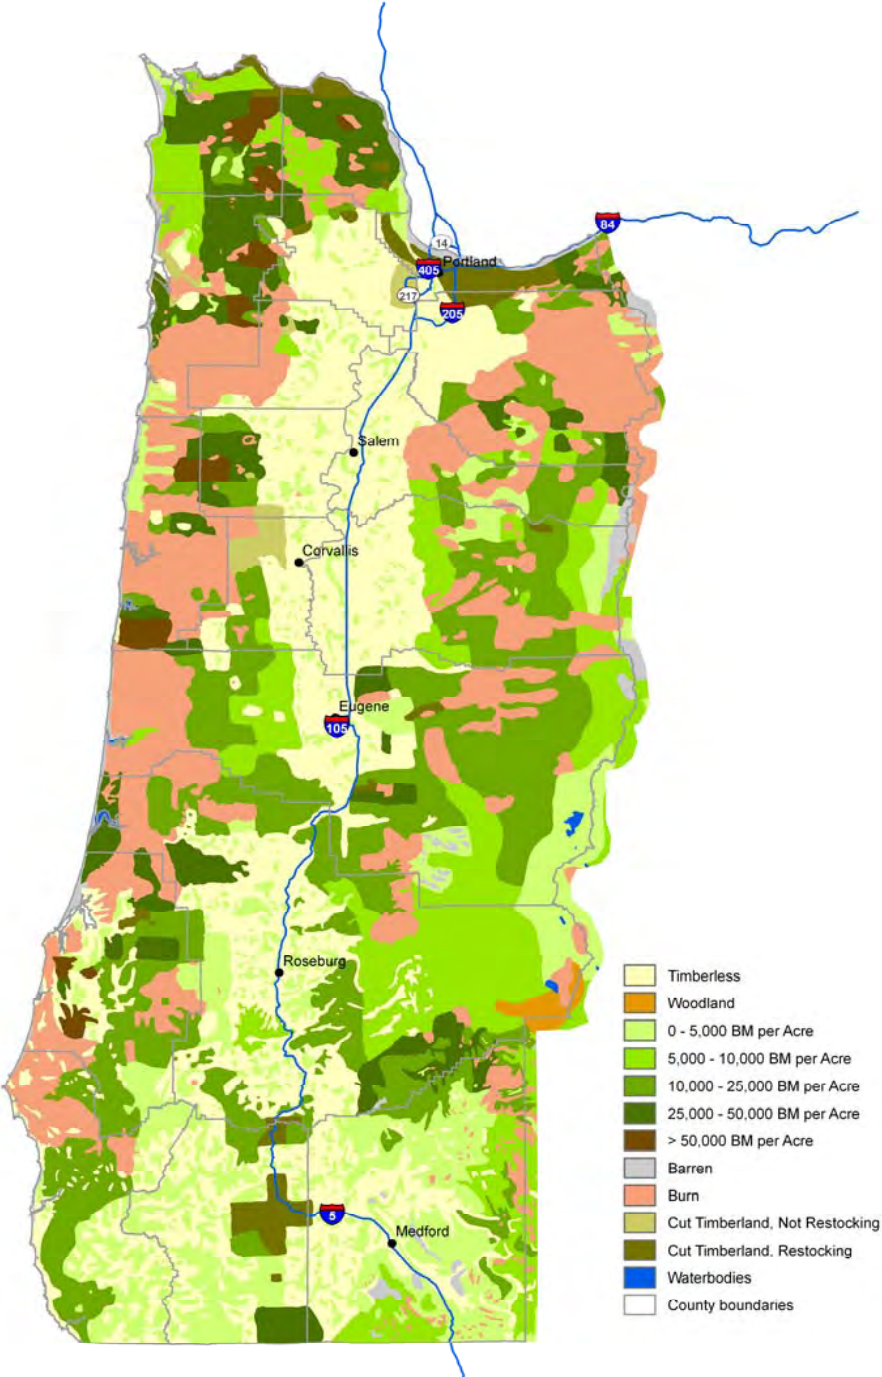 84
14
Portland
405
217
205
Salem
Corvallis
Eugene
105
Roseburg
Timberless
Woodland
0 - 5,000 BM per Acre
5,000 - 10,000 BM per Acre
10,000 - 25,000 BM per Acre
25,000 - 50,000 BM per Acre
> 50,000 BM per Acre
Barren
Burn
Cut Timberland, Not Restocking
Cut Timberland, Restocking
Waterbodies
County boundaries
5
Medford